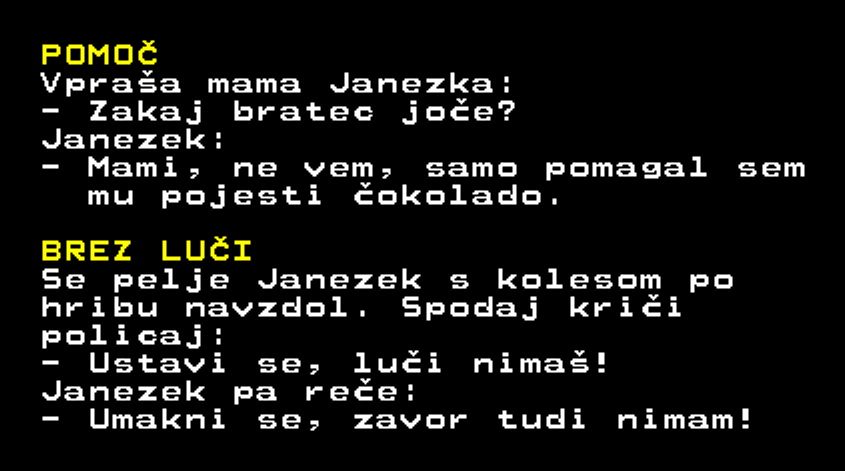 POMOČ
Vpraša mama Janezka:
- Zakaj bratec joče?
Janezek:
- Mami, ne vem, samo pomagal sem
mu pojesti čokolado.
BREZ LUČI
Se pelje Janezek s kolesom po
hribu navzdol. Spodaj kriči
policaj:
- Ustavi se, luči nimaš!
Janezek pa reče:
- Umakni se, zavor tudi nimam!